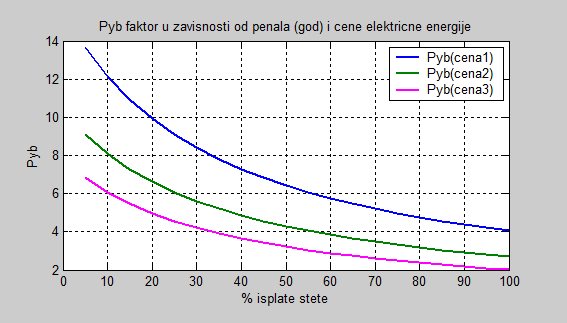 Pyb faktor u zavisnosti od penala (god) i cene elektricne energije
14
12
10
8
6
4
2
Pyb
Pyb(cena1)
Pyb(cena2)
Pyb(cena3)
0 10 20 30 40 50 60 70 80 90 100
% isplate stete